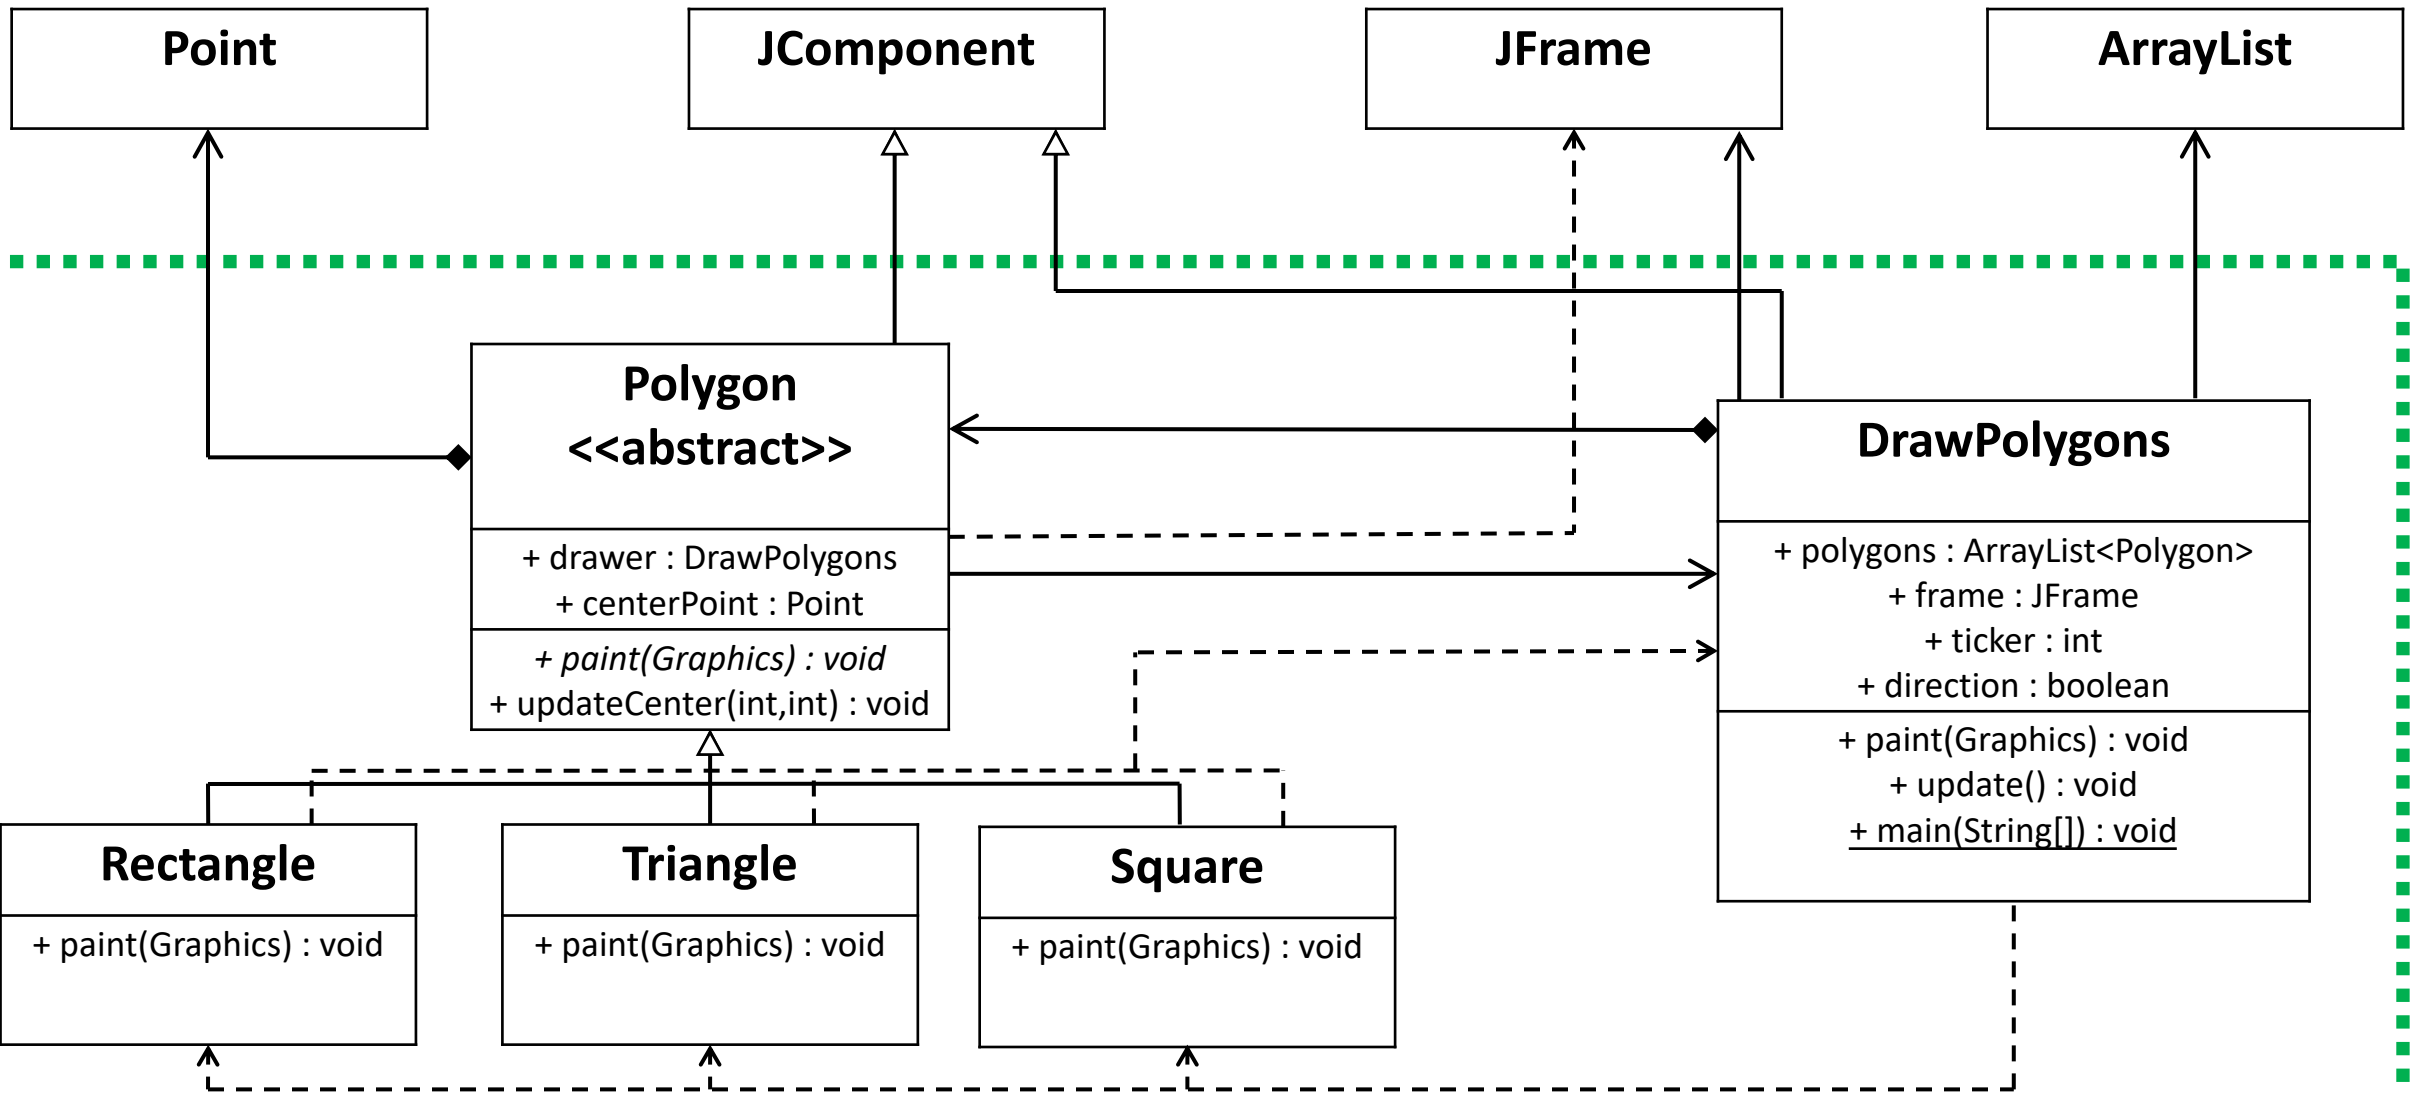 Point
JComponent
JFrame
ArrayList
Polygon
<<abstract>>
+ drawer : DrawPolygons
+ centerPoint : Point
+ paint(Graphics) : void
+ updateCenter(int,int) : void
DrawPolygons
+ polygons : ArrayList<Polygon>
+ frame : JFrame
+ ticker : int
+ direction : boolean
+ paint(Graphics) : void
+ update() : void
+ main(String[]) : void
Rectangle
+ paint(Graphics) : void
Triangle
+ paint(Graphics) : void
Square
+ paint(Graphics) : void